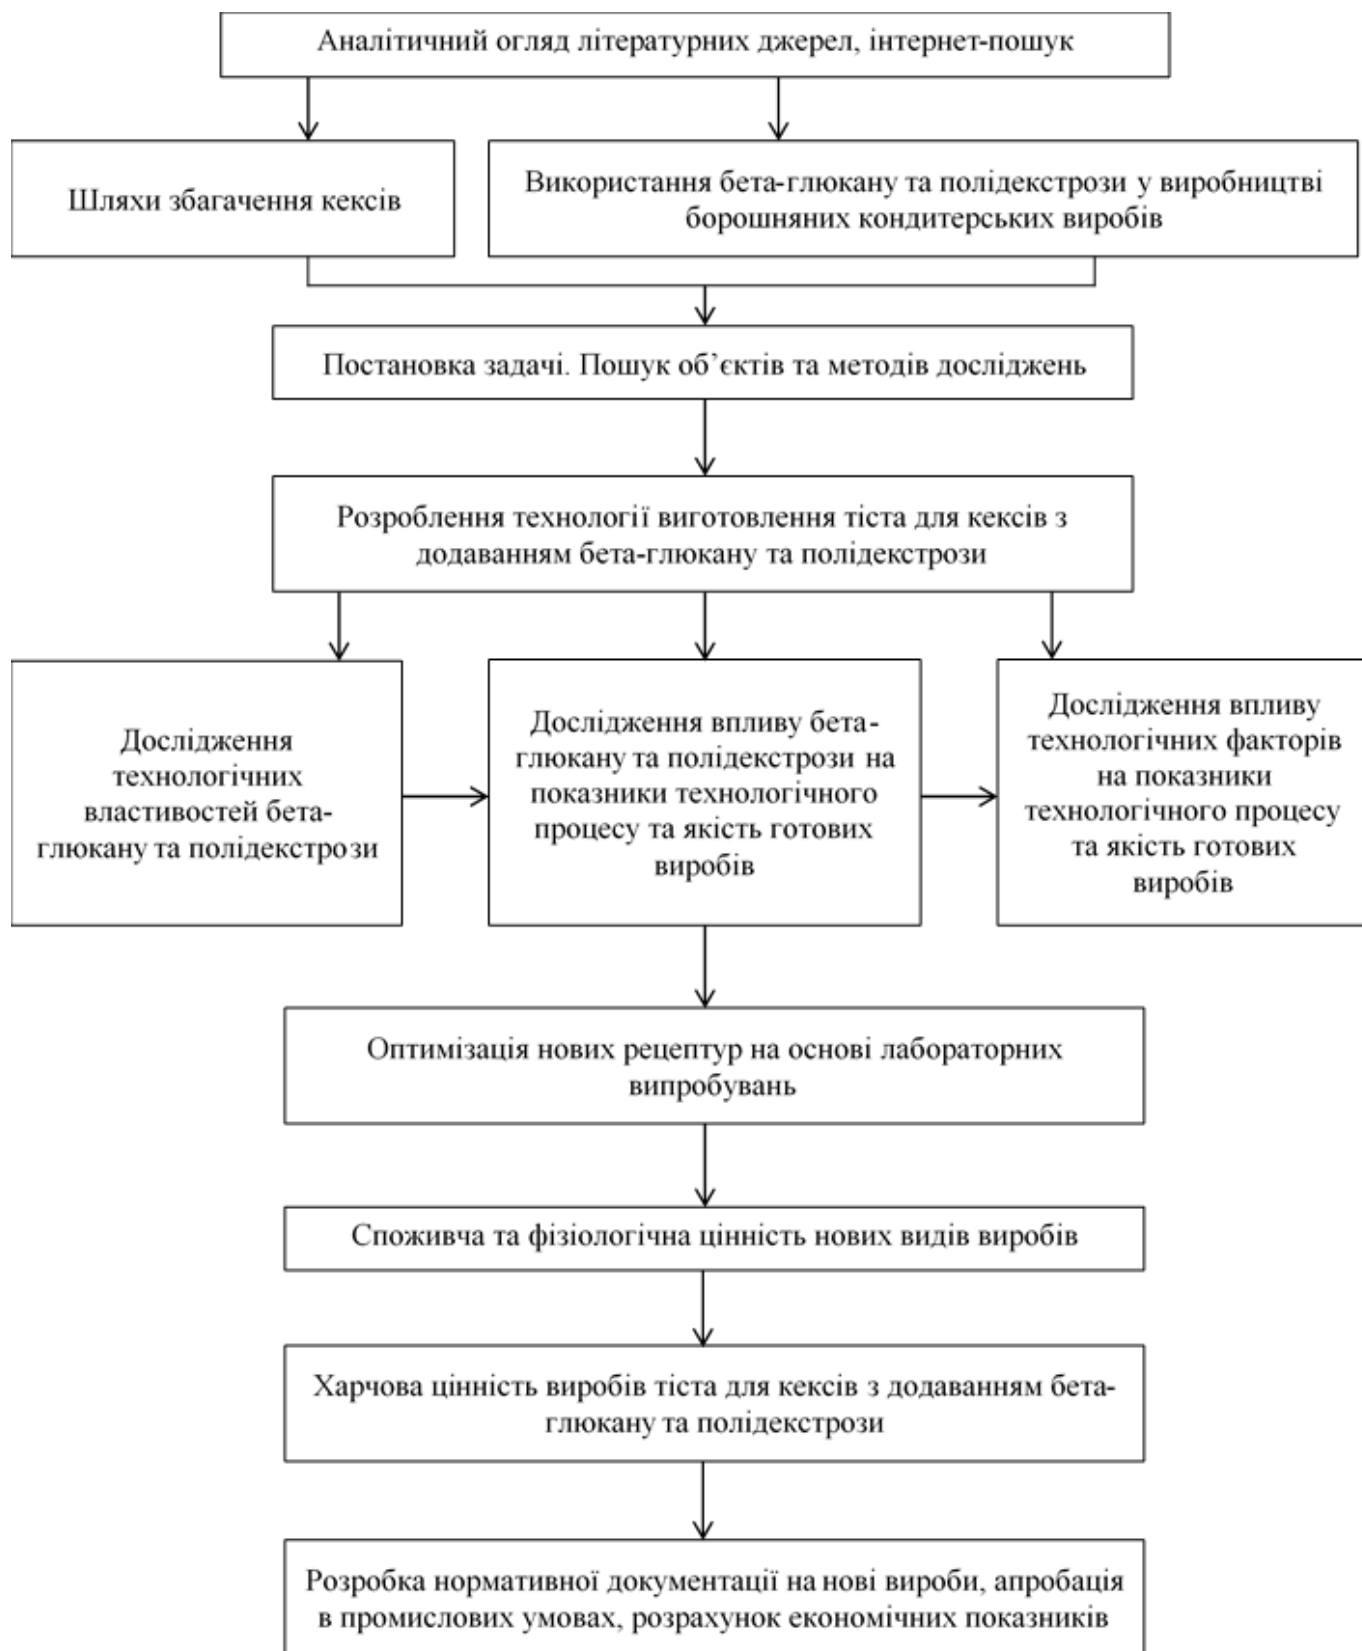 Аналітичний огляд літературних джерел, інтернет-пошук
Шляхи збагачення кексів
Використання бета-глюкану та полідекстрози у виробництві
борошняних кондитерських виробів
Постановка задачі. Пошук об’єктів та методів досліджень
Розроблення технології виготовлення тіста для кексів з
додаванням бета-глюкану та полідекстрози
Дослідження
технологічних
властивостей бета-
глюкану та полідекстрози
Дослідження впливу бета-
глюкану та полідекстрози на
показники технологічного
процесу та якість готових
виробів
Дослідження впливу
технологічних факторів
на показники
технологічного процесу
та якість готових
виробів
Оптимізація нових рецептур на основі лабораторних
випробувань
Споживча та фізіологічна цінність нових видів виробів
Харчова цінність виробів тіста для кексів з додаванням бета-
глюкану та полідекстрози
Розробка нормативної документації на нові вироби, апробація
в промислових умовах, розрахунок економічних показників